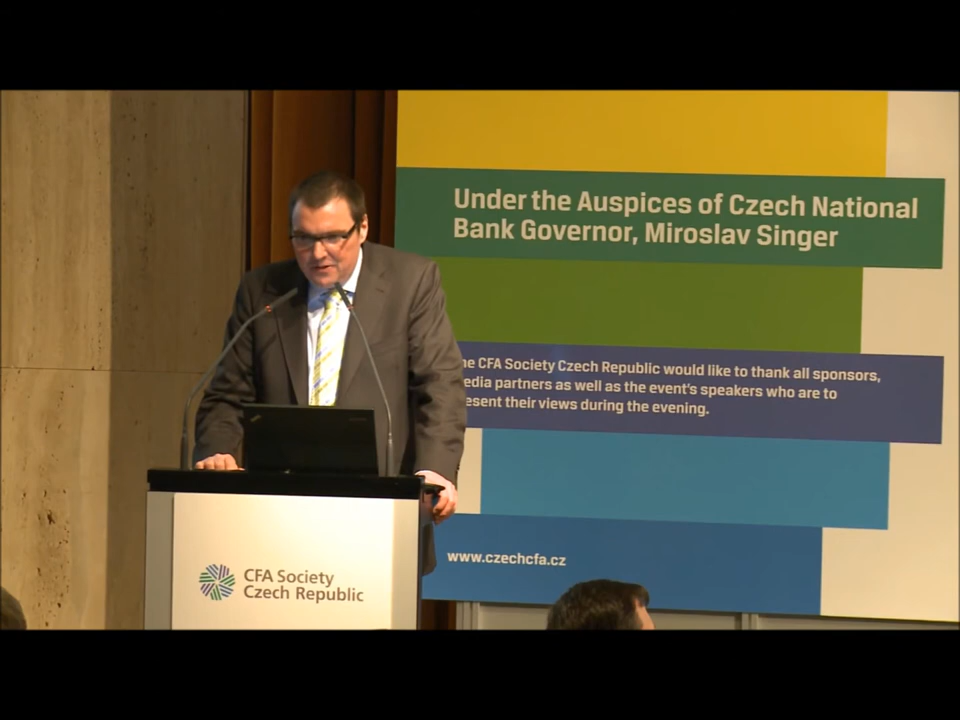 Under the Auspices of Czech National
Bank Governor, Miroslav Singer
CFA Society Czech Republic would like to thank all sponsors,
partners as well as the event's speakers who are to
their views during the evening.
www.czechcfa.cz
CFA Society
Czech Republic